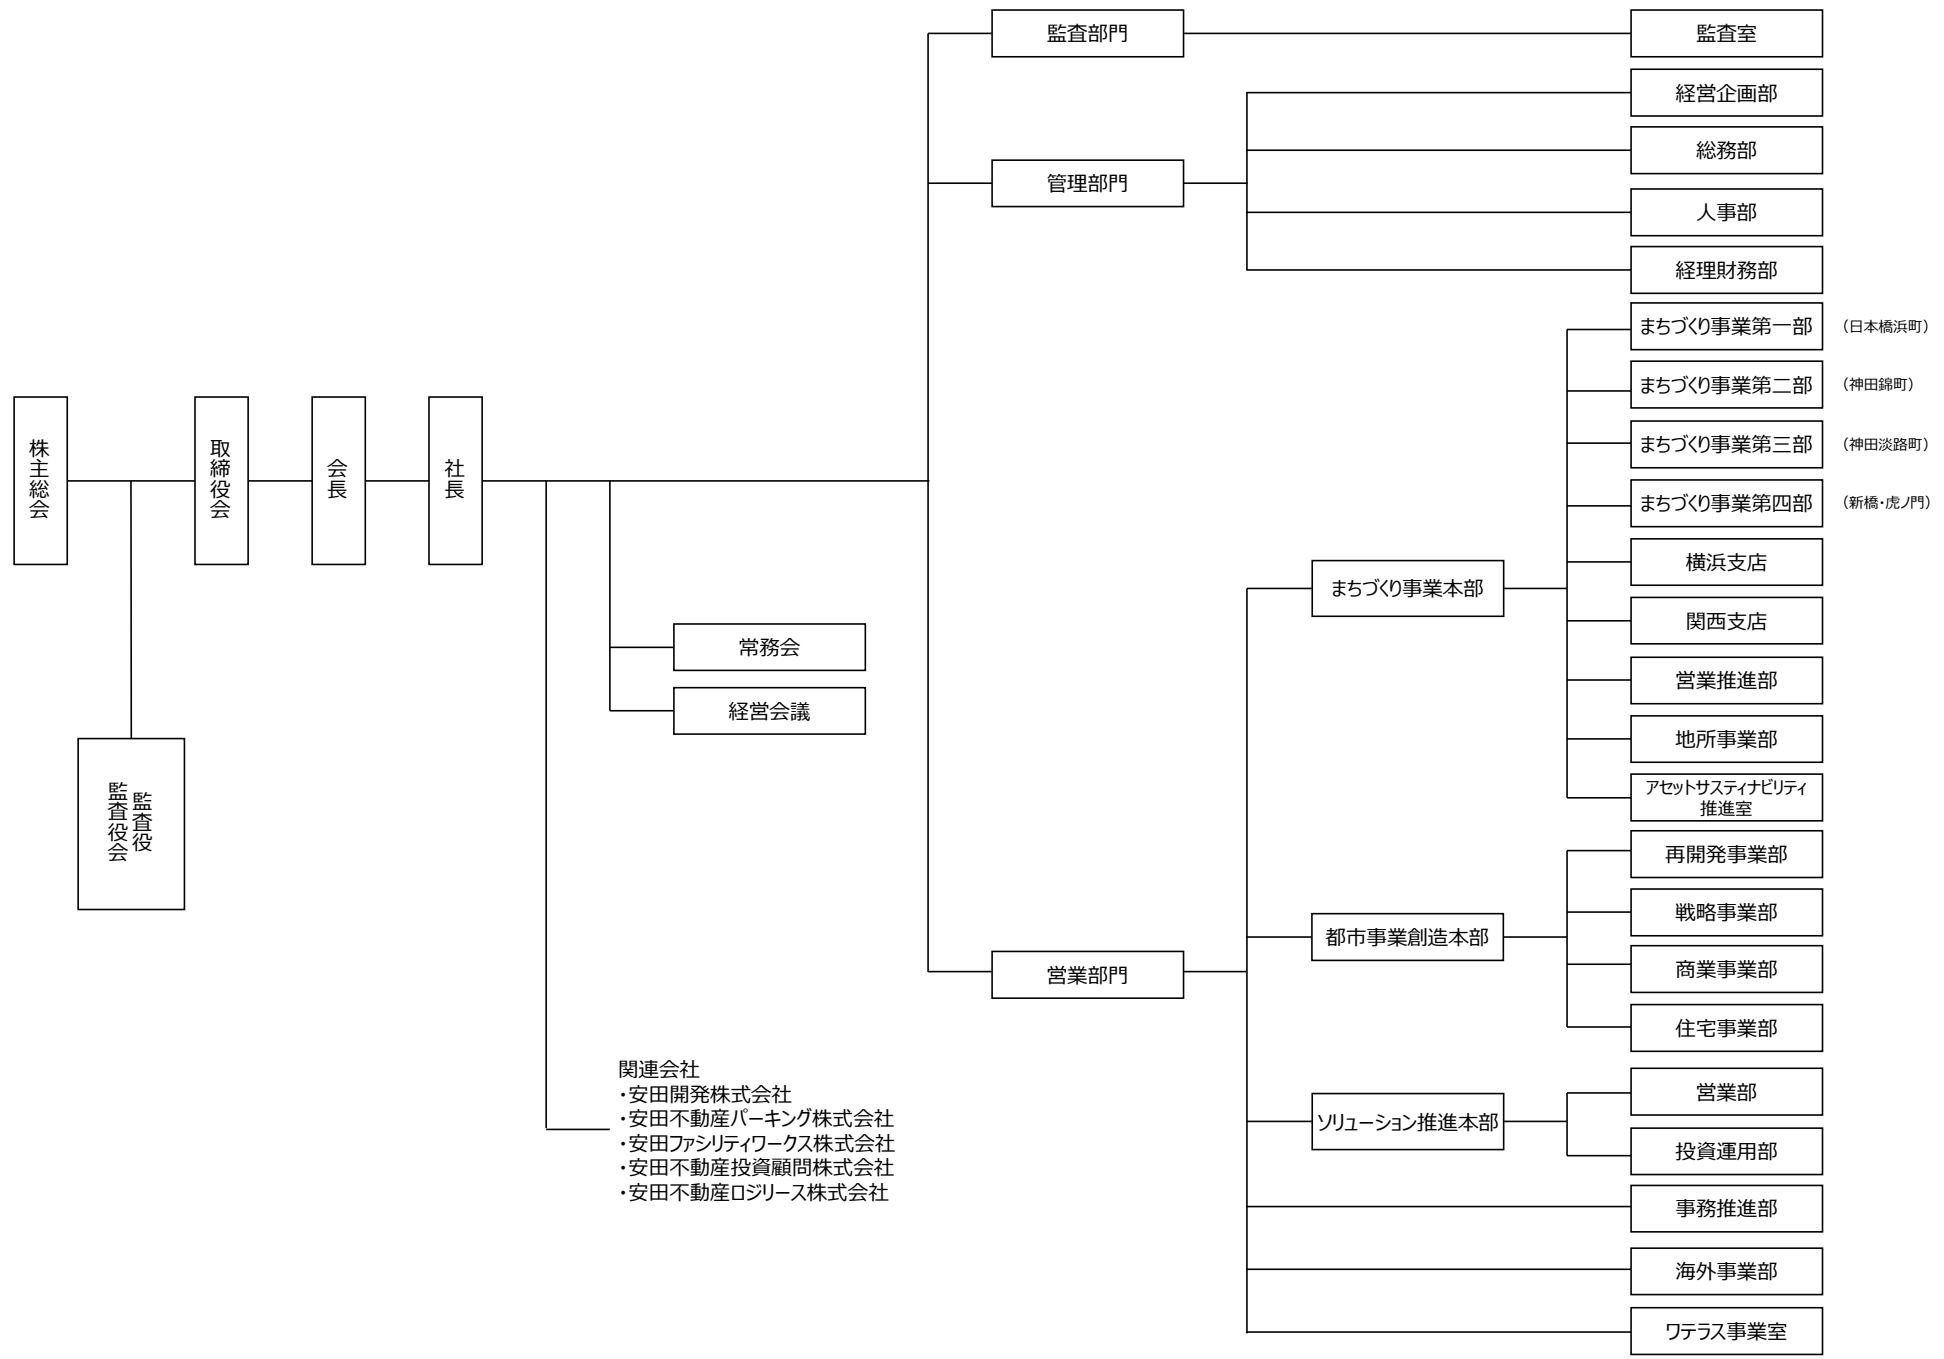 株主総会
監査役
監査役会
取締役会
会長
社長
常務会
経営会議
関連会社
・安田開発株式会社
・安田不動産パーキング株式会社
・安田ファシリティワークス株式会社
・安田不動産投資顧問株式会社
・安田不動産ロジリース株式会社
監査部門
監査室
管理部門
経営企画部
総務部
人事部
経理財務部
営業部門
まちづくり事業本部
まちづくり事業第一部 （日本橋浜町）
まちづくり事業第二部 （神田錦町）
まちづくり事業第三部 （神田淡路町）
まちづくり事業第四部 （新橋・虎ノ門）
横浜支店
関西支店
営業推進部
地所事業部
アセットサスティナビリティ
推進室
都市事業創造本部
再開発事業部
戦略事業部
商業事業部
住宅事業部
ソリューション推進本部
営業部
投資運用部
事務推進部
海外事業部
ワテラス事業室